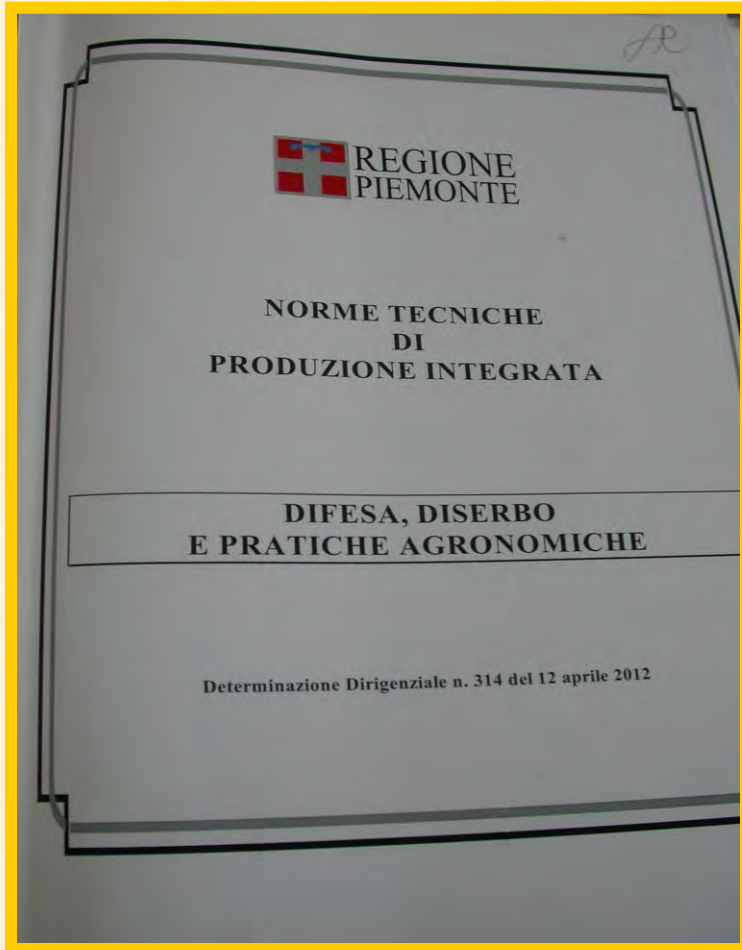 REGIONE
PIEMONTE
NORME TECNICHE
DI
PRODUZIONE INTEGRATA
DIFESA, DISERBO
E PRATICHE AGRONOMICHE
Determinazione Dirigenziale n. 314 del 12 aprile 2012